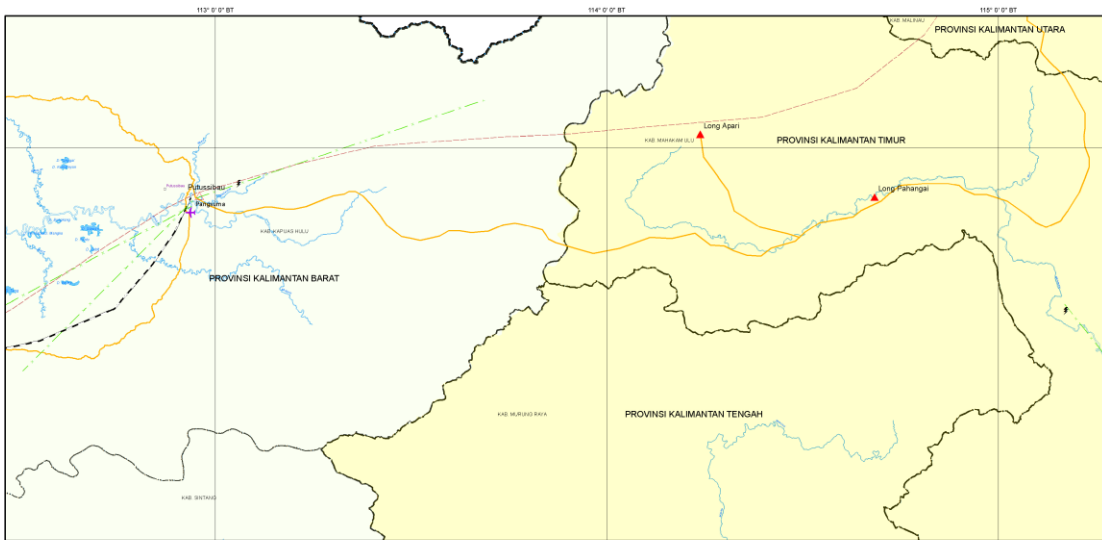 113° 0' 0" BT
114° 0' 0" BT
115° 0' 0" BT
KAB. MALINAU
PROVINSI KALIMANTAN UTARA
Long Apari
KAB MAHAKAM ULU
PROVINSI KALIMANTAN TIMUR
Putussibau
Pangsuma
Long Pahangai
KAB. KAPUAS HULU
PROVINSI KALIMANTAN BARAT
KAB. MURUNG RAYA
PROVINSI KALIMANTAN TENGAH
KAB. SINTANG